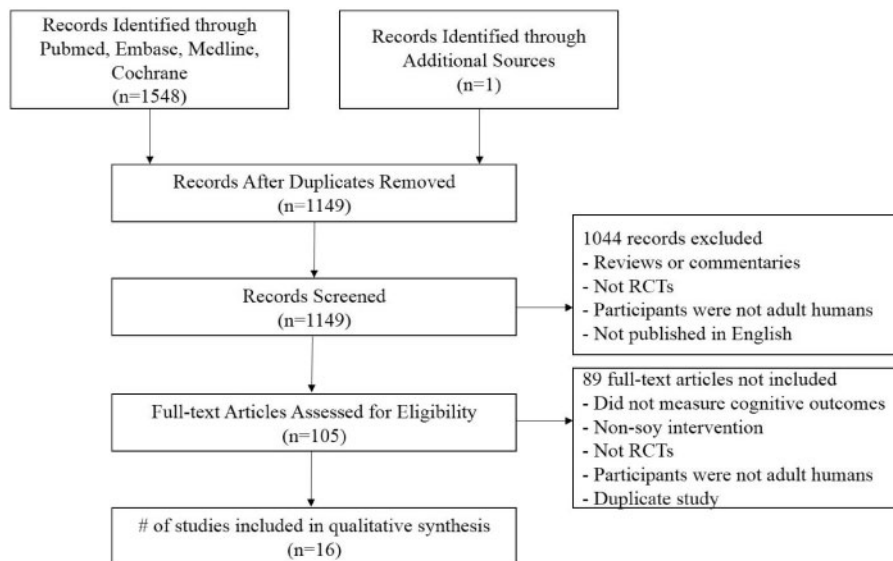 Records Identified through
Pubmed, Embase, Medline,
Cochrane
(n=1548)
Records Identified through
Additional Sources
(n=1)
Records After Duplicates Removed
(n=1149)
1044 records excluded
- Reviews or commentaries
- Not RCTs
- Participants were not adult humans
- Not published in English
Records Screened
(n=1149)
89 full-text articles not included
- Did not measure cognitive outcomes
- Non-soy intervention
- Not RCTs
- Participants were not adult humans
- Duplicate study
Full-text Articles Assessed for Eligibility
(n=105)
# of studies included in qualitative synthesis
(n=16)